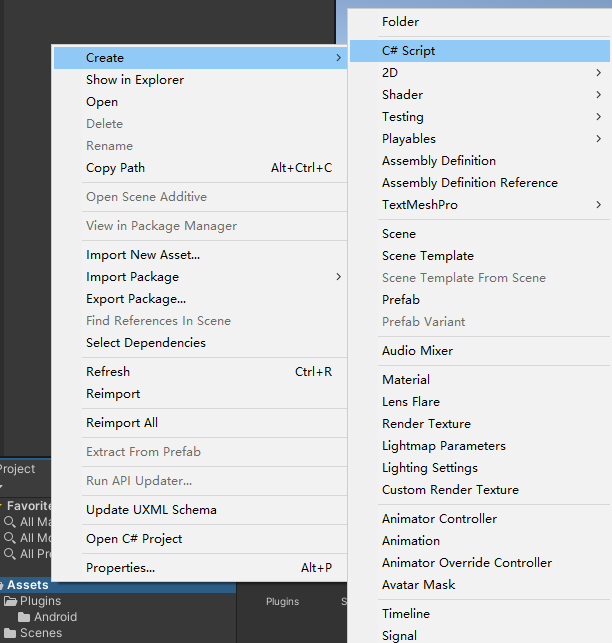 Create
Show in Explorer
Open
Delete
Rename
Copy Path Alt+Ctrl+C
Open Scene Additive
View in Package Manager
Import New Asset...
Import Package
Export Package...
Find References In Scene
Select Dependencies
Refresh Ctrl+R
Reimport
Reimport All
Extract From Prefab
Run API Updater...
Update UXML Schema
Open C# Project
Properties... Alt+P
Folder
C# Script
2D
Shader
Testing
Playables
Assembly Definition
Assembly Definition Reference
TextMeshPro
Scene
Scene Template
Scene Template From Scene
Prefab
Prefab Variant
Audio Mixer
Material
Lens Flare
Render Texture
Lightmap Parameters
Lighting Settings
Custom Render Texture
Animator Controller
Animation
Animator Override Controller
Avatar Mask
Timeline
Signal
Project
Favorite
All Ma
All Mo
All Pre
Assets
Plugins
Android
Scenes
Plugins
S